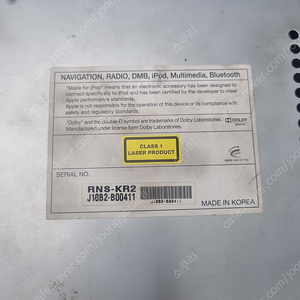 NAVIGATION, RADIO, DMB, iPod, Multimedia, Bluetooth
"Made for iPod" means that an electronic accessory has been designed to
connect specifically to iPod and has been certified by the developer to meet
Apple performance standards.
Apple is not responsible for the operation of this device or its compliance with
safety and regulatory standards.
"Dolby" and the double-D symbol are trademarks of Dolby Laboratories.
Manufactured under license form Dolby Laboratories.
DOLBY
CLASS 1
LASER PRODUCT
SERIAL NO.
RNS-KR2
J10B2-B00411
J10B2-B00411
MADE IN KOREA